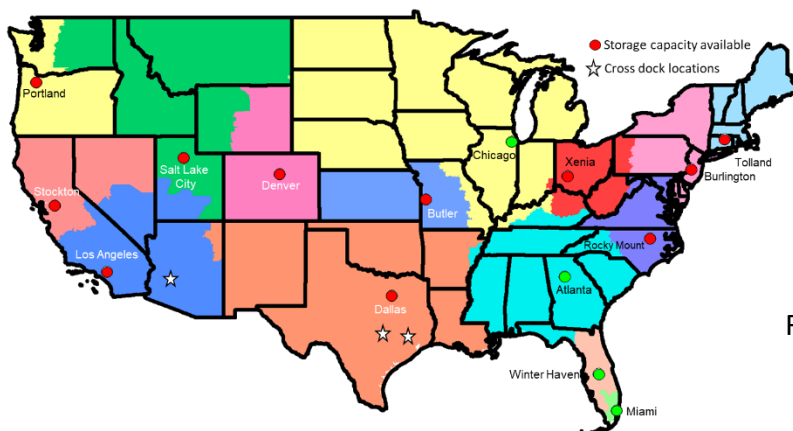 Storage capacity available
Cross dock locations
Portland
Chicago
Xenia
Tolland
Burlington
Salt Lake
City
Denver
Stockton
Butler
Rocky Mount
Los Angeles
Atlanta
Dallas
F
Winter Haven
Miami